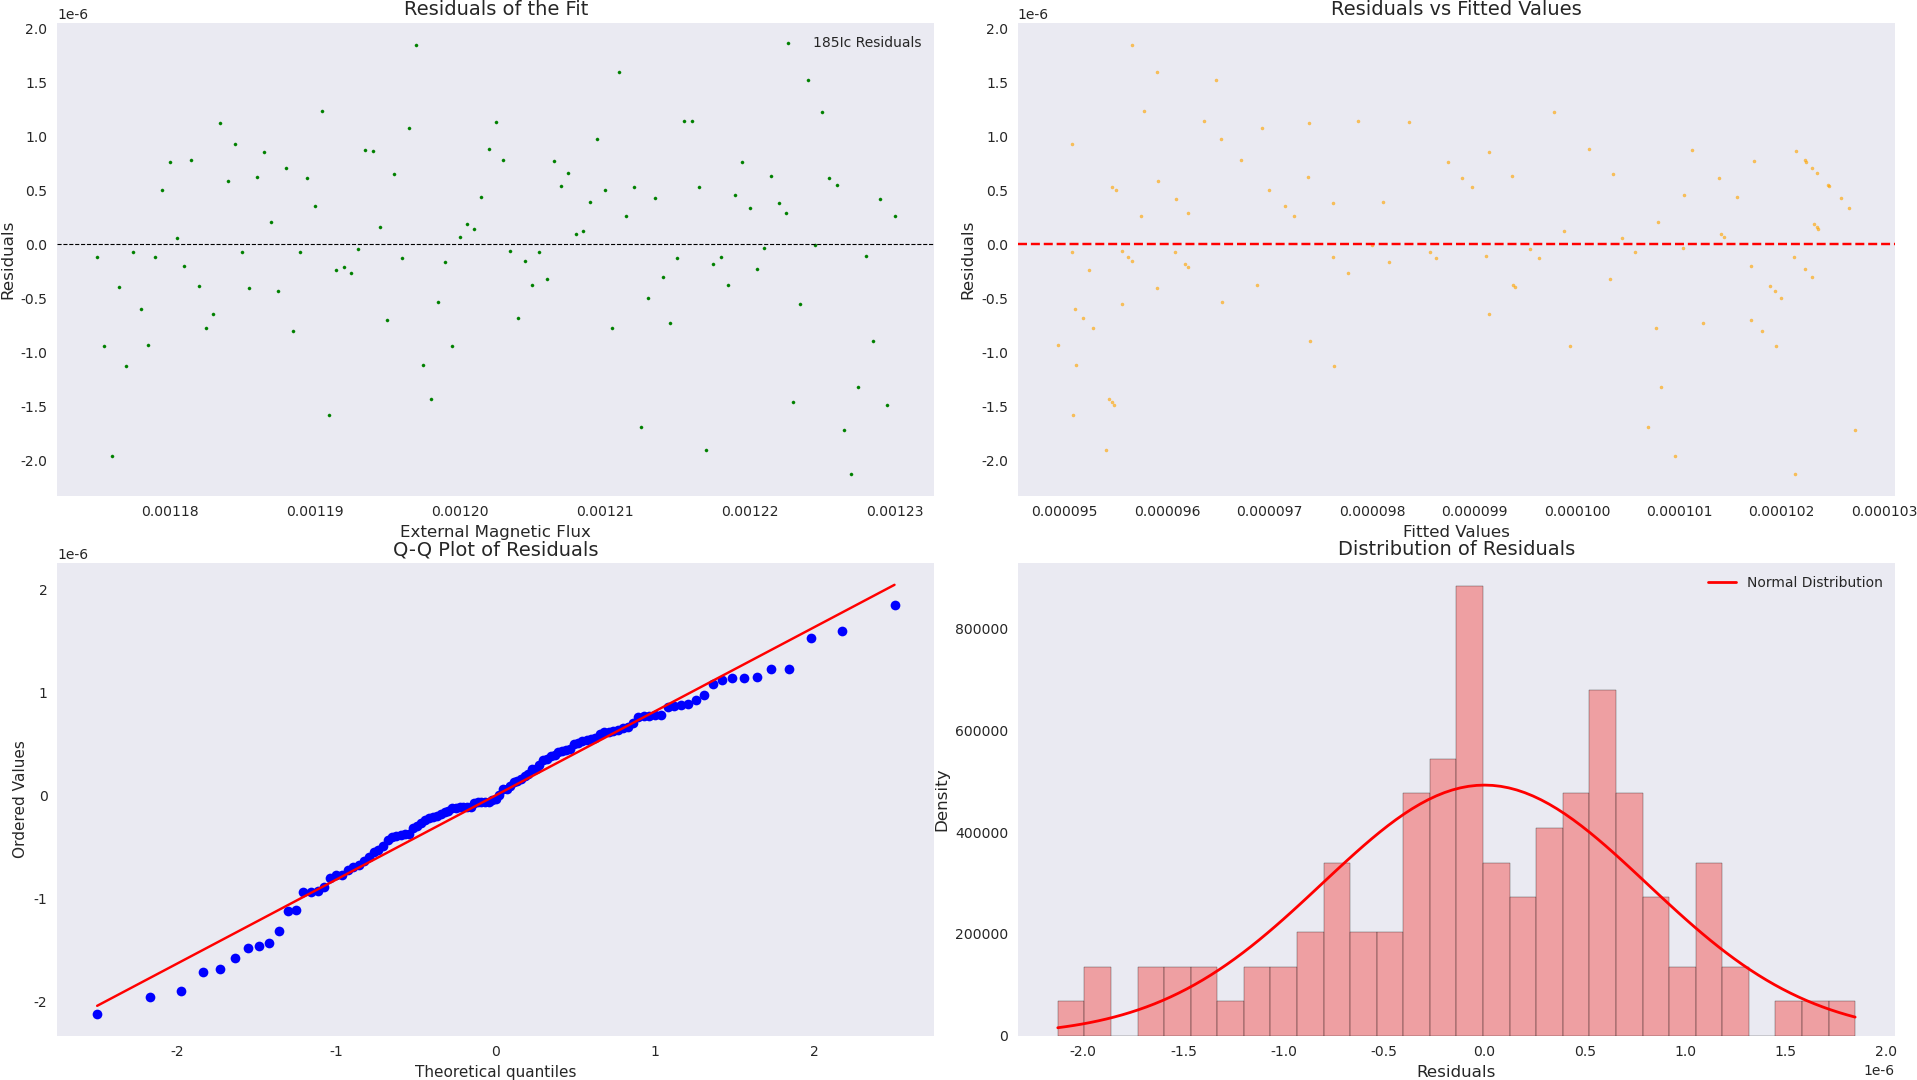 Residuals of the Fit
1e-6
2.0
1.5
1.0
0.5
0.0
-0.5
-1.0
-1.5
-2.0
Residuals
185Ic Residuals
0.00118 0.00119 0.00120 0.00121 0.00122 0.00123
External Magnetic Flux
Residuals vs Fitted Values
1e-6
2.0
1.5
1.0
0.5
0.0
-0.5
-1.0
-1.5
-2.0
Residuals
0.000095 0.000096 0.000097 0.000098 0.000099 0.000100 0.000101 0.000102 0.000103
Fitted Values
Q-Q Plot of Residuals
1e-6
2
1
0
-1
-2
Ordered Values
-2 -1 0 1 2
Theoretical quantiles
Distribution of Residuals
Normal Distribution
800000
600000
400000
200000
0
Density
-2.0 -1.5 -1.0 -0.5 0.0 0.5 1.0 1.5 2.0
1e-6
Residuals